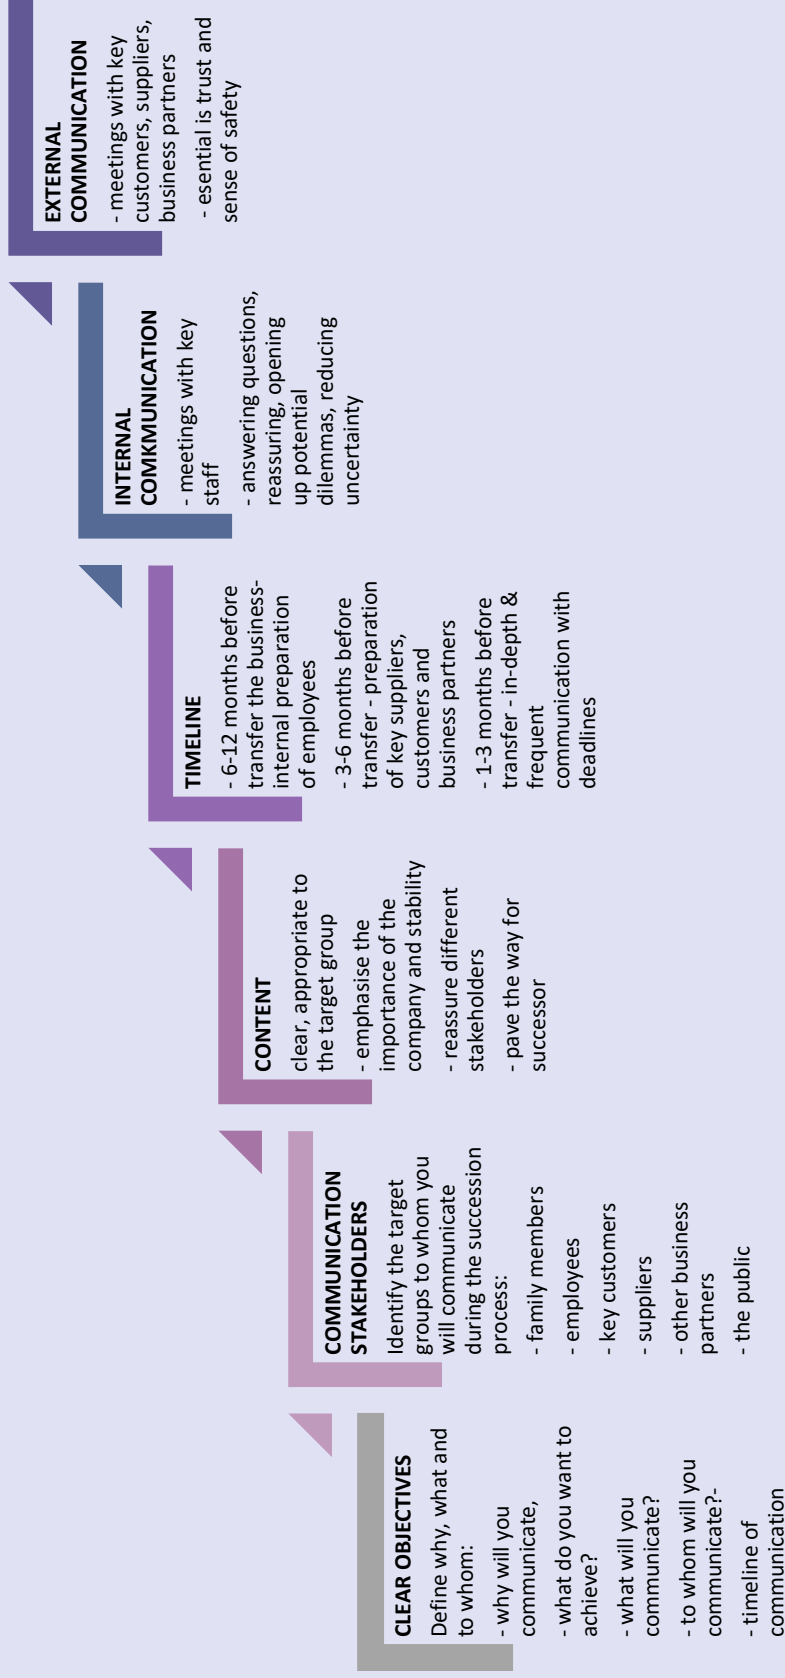 CLEAR OBJECTIVES
Define why, what and
to whom:
- why will you
communicate,
- what do you want to
achieve?
- what will you
communicate?
- to whom will you
communicate?-
- timeline of
communication
COMMUNICATION
STAKEHOLDERS
Identify the target
groups to whom you
will communicate
during the succession
process:
- family members
- employees
- key customers
- suppliers
- other business
partners
- the public
CONTENT
clear, appropriate to
the target group
- emphasise the
importance of the
company and stability
- reassure different
stakeholders
- pave the way for
successor
TIMELINE
- 6-12 months before
transfer the business-
internal preparation
of employees
- 3-6 months before
transfer - preparation
of key suppliers,
customers and
business partners
- 1-3 months before
transfer - in-depth &
frequent
communication with
deadlines
INTERNAL
COMKMUNICATION
- meetings with key
staff
- answering questions,
reassuring, opening
up potential
dilemmas, reducing
uncertainty
EXTERNAL
COMMUNICATION
- meetings with key
customers, suppliers,
business partners
- esential is trust and
sense of safety